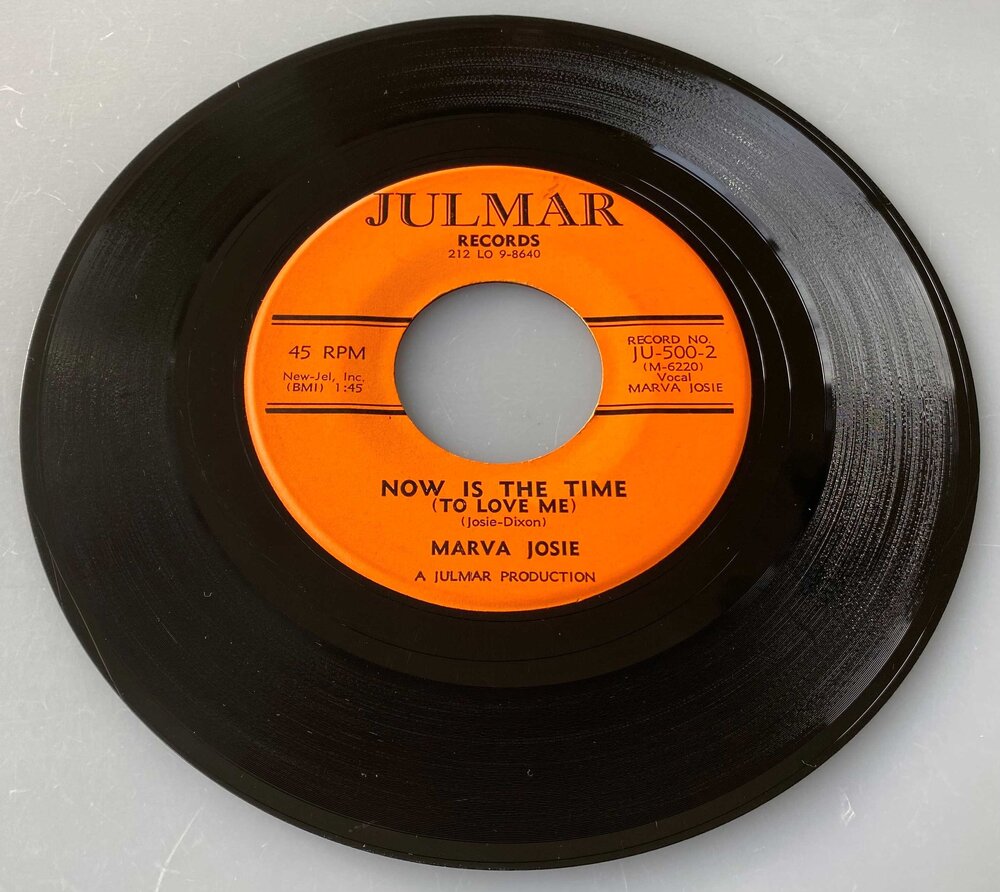 JULMAR
RECORDS
212 LO 9-8640
45 RPM
New-Jel, Inc.
(BMI) 1:45
RECORD NO.
JU-500-2
(M-6220)
Vocal
MARVA JOSIE
NOW IS THE TIME
(TO LOVE ME)
(Josie-Dixon)
MARVA JOSIE
A JULMAR PRODUCTION